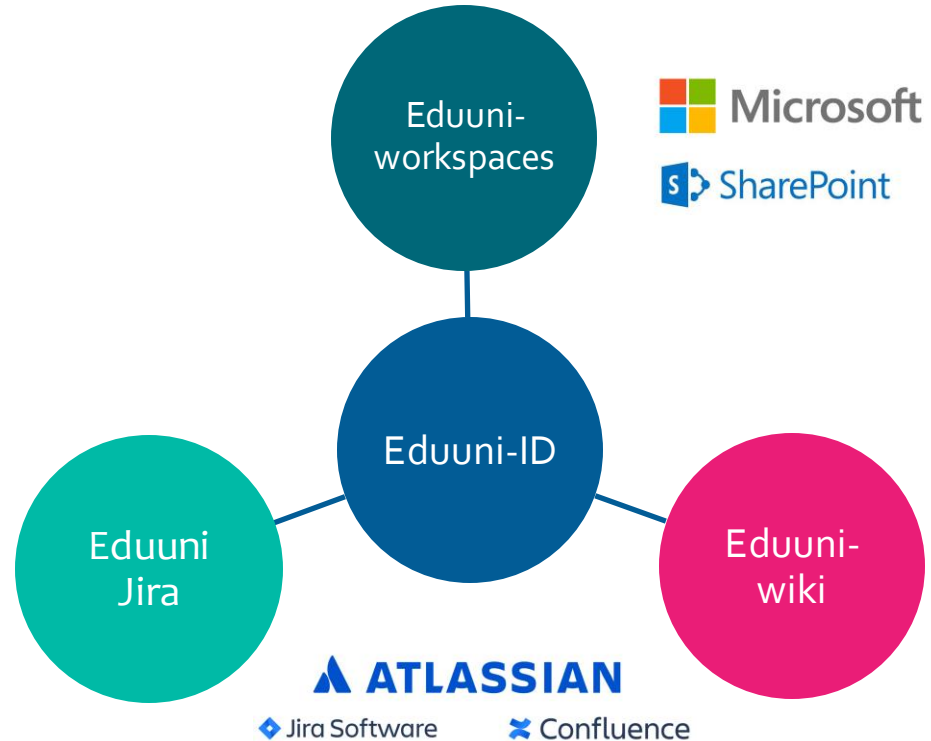 Eduuni-
workspaces
Microsoft
S SharePoint
Eduuni-ID
Eduuni
Jira
Eduuni-
wiki
ATLASSIAN
Jira Software
Confluence